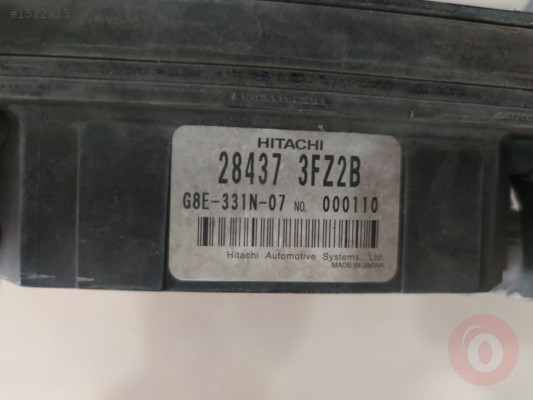 HITACHI
28437 3FZ2B
G8E-331N-07 NO. 000110
Hitachi Automotive Systems, Ltd.
MADE IN JAPAN